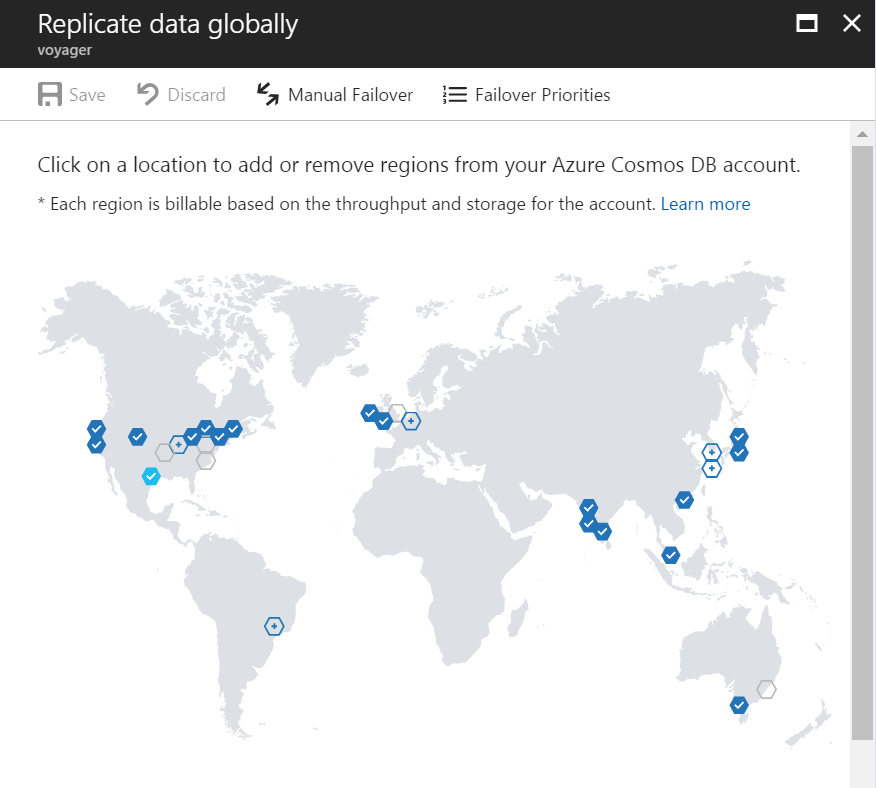 Replicate data globally
voyager
Save Discard Manual Failover Failover Priorities
Click on a location to add or remove regions from your Azure Cosmos DB account.
* Each region is billable based on the throughput and storage for the account. Learn more